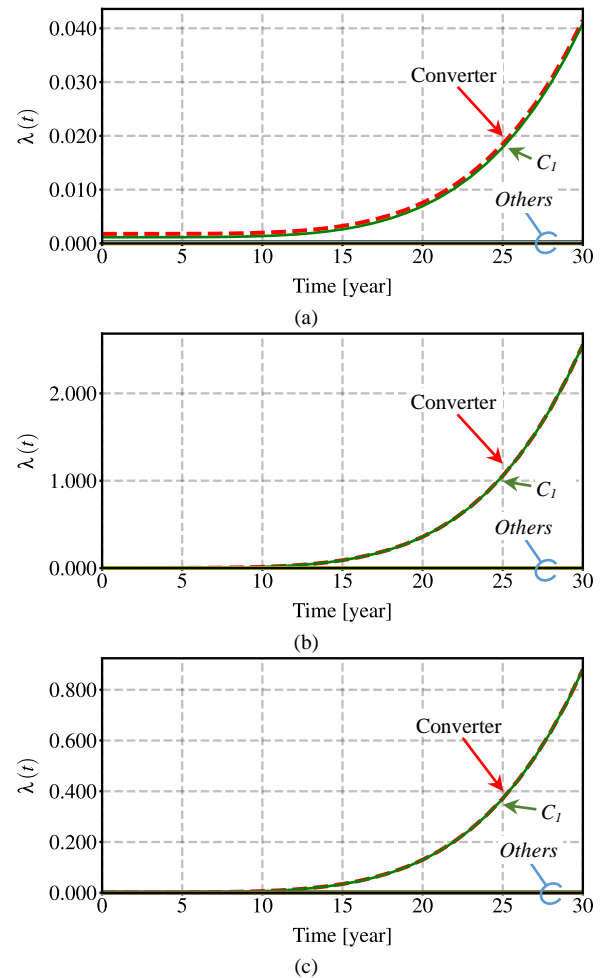 0.040
0.030
0.020
0.010
0.000
λ(t)
Converter
C1
Others
0 5 10 15 20 25 30
Time [year]
(a)
2.000
1.000
0.000
λ(t)
Converter
C1
Others
0 5 10 15 20 25 30
Time [year]
(b)
0.800
0.600
0.400
0.200
0.000
λ(t)
Converter
C1
Others
0 5 10 15 20 25 30
Time [year]
(c)